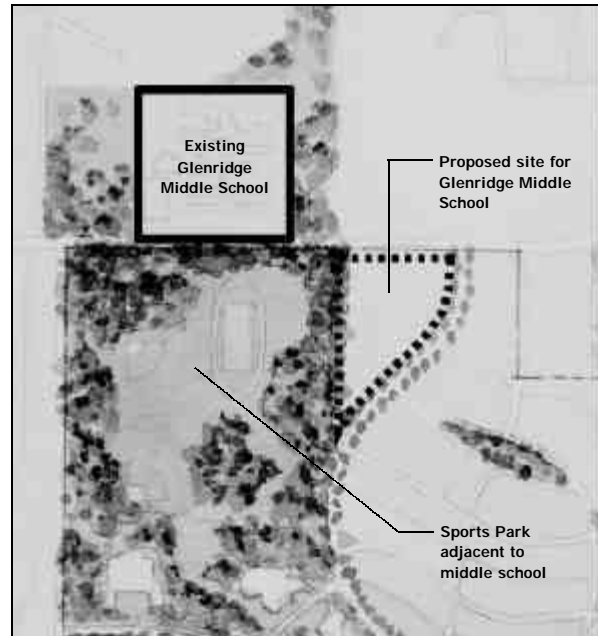 Existing
Glenridge
Middle School
Proposed site for
Glenridge Middle
School
Sports Park
adjacent to
middle school